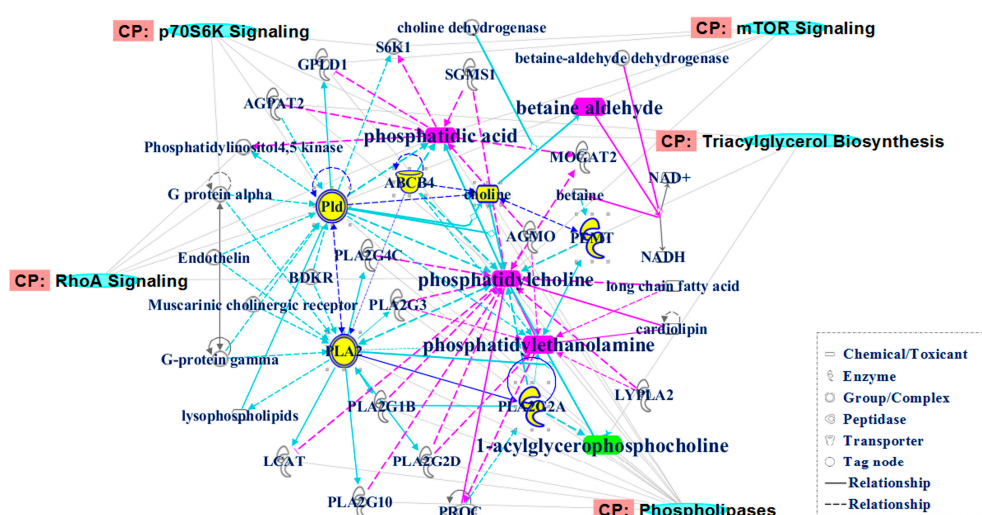 choline dehydrogenase
CP: p70S6K Signaling
CP: mTOR Signaling
S6K1
betaine-aldehyde dehydrogenase
GPLD1
SGMS1
AGPAT2
betaine aldehyde
phosphatidic acid
CP: Triacylglycerol Biosynthesis
Phosphatidylinositol4,5 kinase
MOGAT2
NAD+
ABCB4
G protein alpha
choline
betaine
Pld
AGMO
PEMT
Endothelin
PLA2G4C
NADH
BDKR
CP: RhoA Signaling
phosphatidylcholine
long chain fatty acid
Muscarinic cholinergic receptor
PLA2G3
cardiolipin
phosphatidylethanolamine
PLA2
G-protein gamma
Chemical/Toxicant
Enzyme
LYPLA2
Group/Complex
PLA2G1B
PLA2G2A
lysophospholipids
Peptidase
1-acylglycerophosphocholine
Transporter
LCAT
PLA2G2D
Tag node
Relationship
PLA2G10
Relationship
PROC
CP: Phospholipases